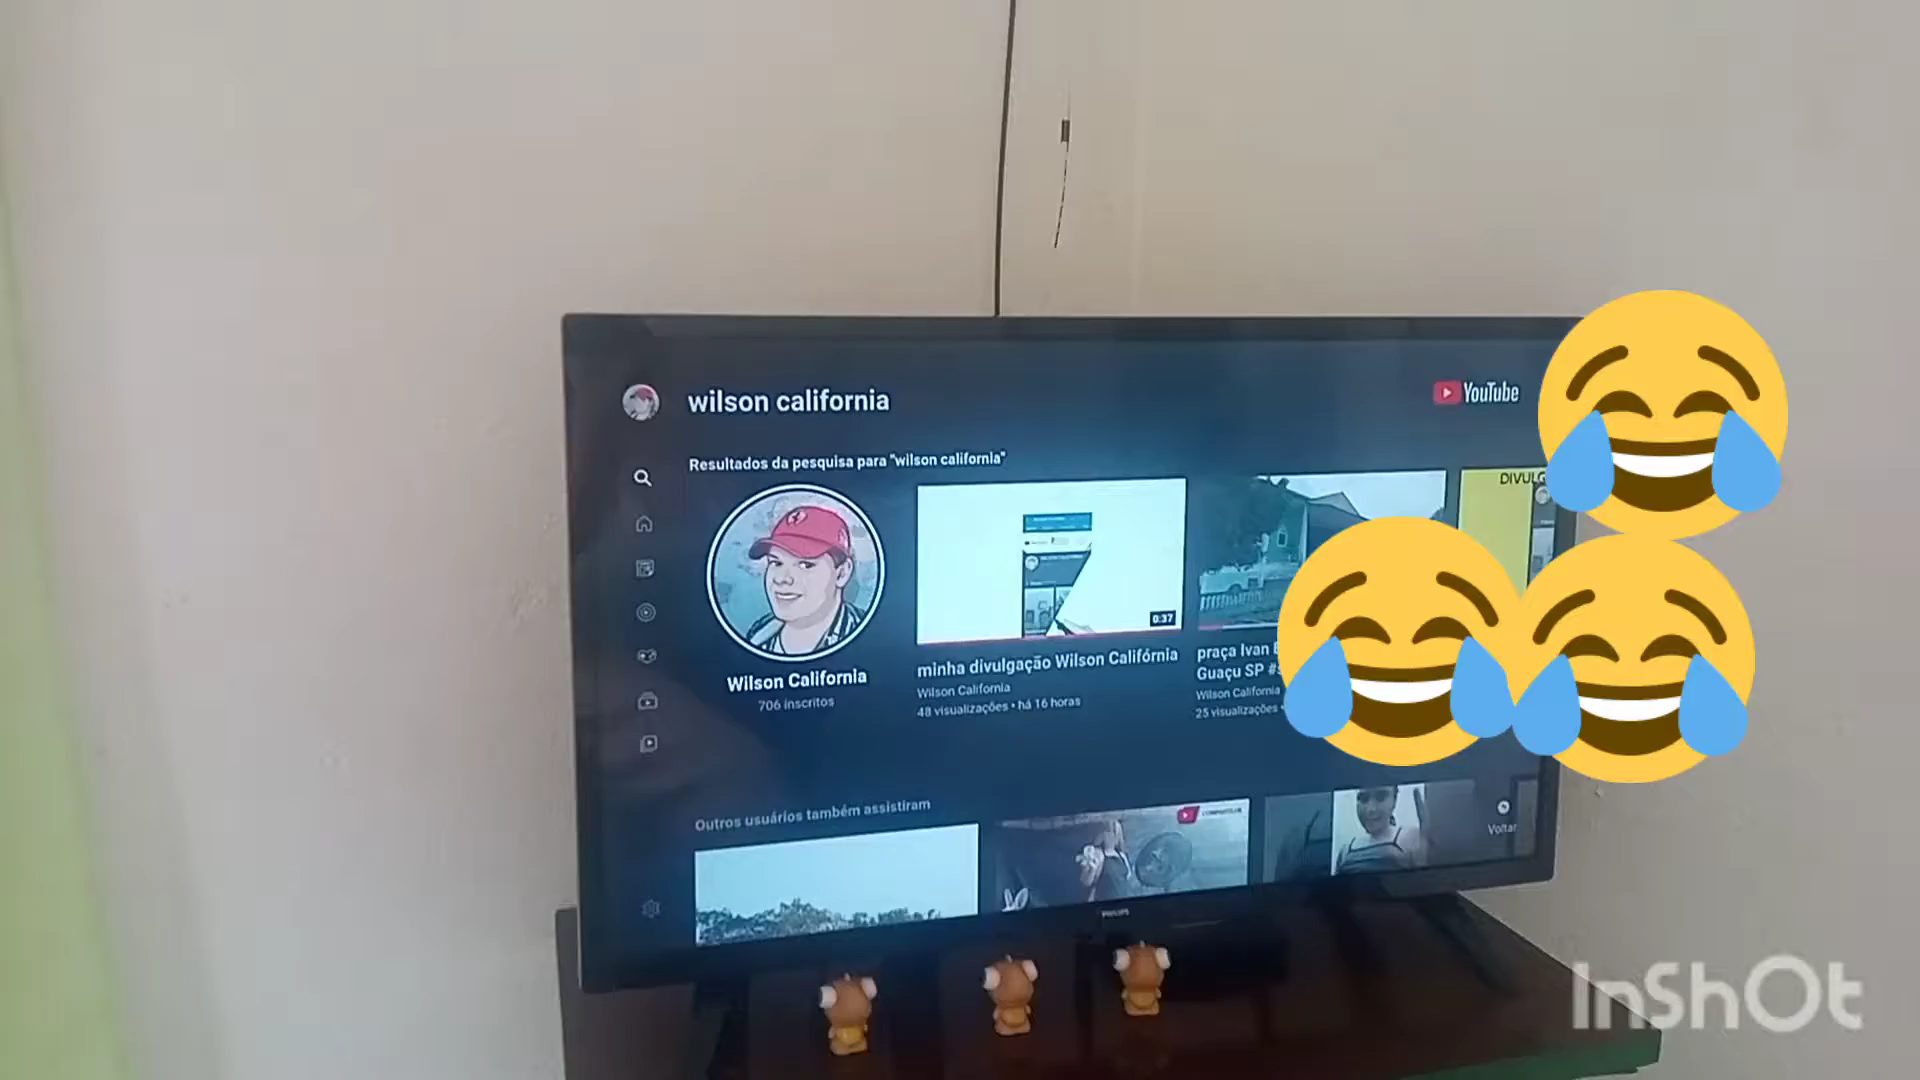 wilson california
YouTube
Resultados da pesquisa para "wilson california"
DIVULG
0:37
Wilson California
706 inscritos
minha divulgação Wilson Califórnia
Wilson California
48 visualizações • há 16 horas
praça Ivan
Guaçu SP
Wilson California
25 visualizações •
Outros usuários também assistiram
Voltar
PHILIPS
InShOt